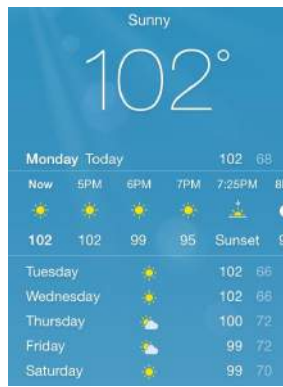 Sunny
102°
Monday Today 102 68
Now 5PM 6PM 7PM 7:25PM
102 102 99 95 Sunset
Tuesday 102 66
Wednesday 102 66
Thursday 100 72
Friday 99 72
Saturday 99 70